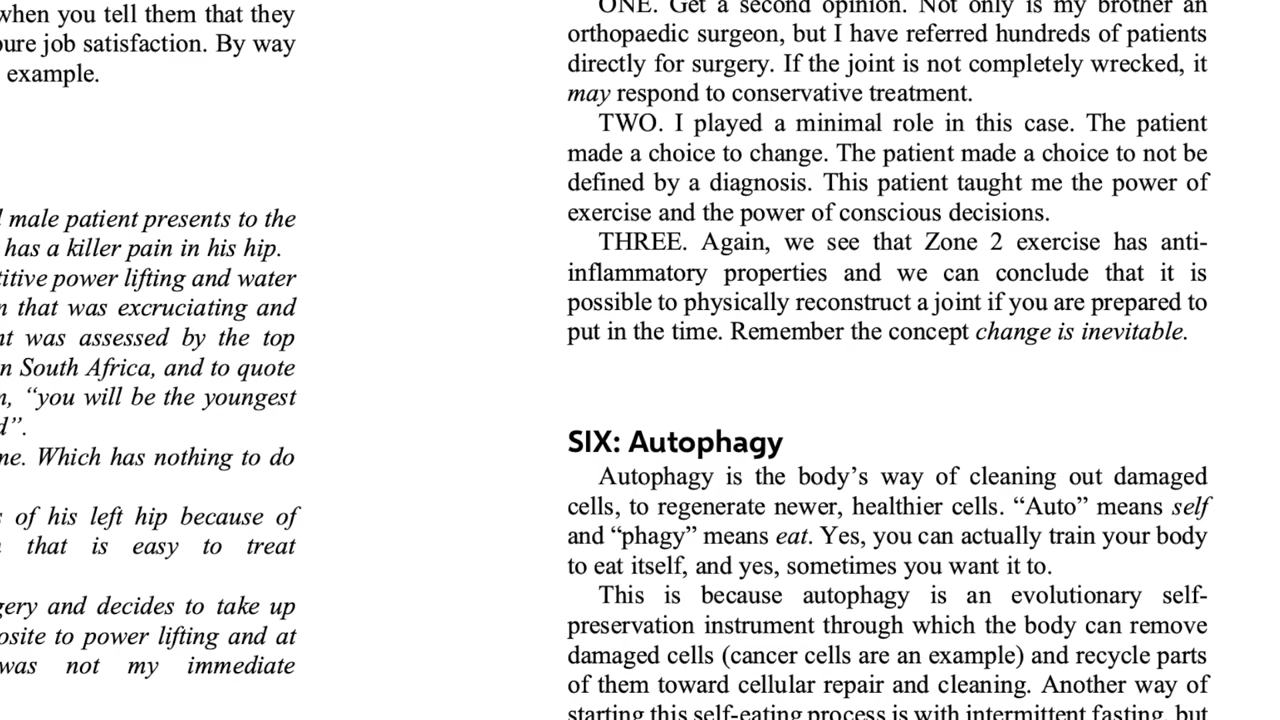 when you tell them that they
pure job satisfaction. By way
example.
male patient presents to the
has a killer pain in his hip.
power lifting and water
that was excruciating and
was assessed by the top
in South Africa, and to quote
“you will be the youngest
Which has nothing to do
of his left hip because of
that is easy to treat
and decides to take up
to power lifting and at
was not my immediate
ONE. Get a second opinion. Not only is my brother an
orthopaedic surgeon, but I have referred hundreds of patients
directly for surgery. If the joint is not completely wrecked, it
may respond to conservative treatment.
TWO. I played a minimal role in this case. The patient
made a choice to change. The patient made a choice to not be
defined by a diagnosis. This patient taught me the power of
exercise and the power of conscious decisions.
THREE. Again, we see that Zone 2 exercise has anti-
inflammatory properties and we can conclude that it is
possible to physically reconstruct a joint if you are prepared to
put in the time. Remember the concept change is inevitable.
SIX: Autophagy
Autophagy is the body’s way of cleaning out damaged
cells, to regenerate newer, healthier cells. “Auto” means self
and “phagy” means eat. Yes, you can actually train your body
to eat itself, and yes, sometimes you want it to.
This is because autophagy is an evolutionary self-
preservation instrument through which the body can remove
damaged cells (cancer cells are an example) and recycle parts
of them toward cellular repair and cleaning. Another way of
starting this self-eating process is with intermittent fasting, but